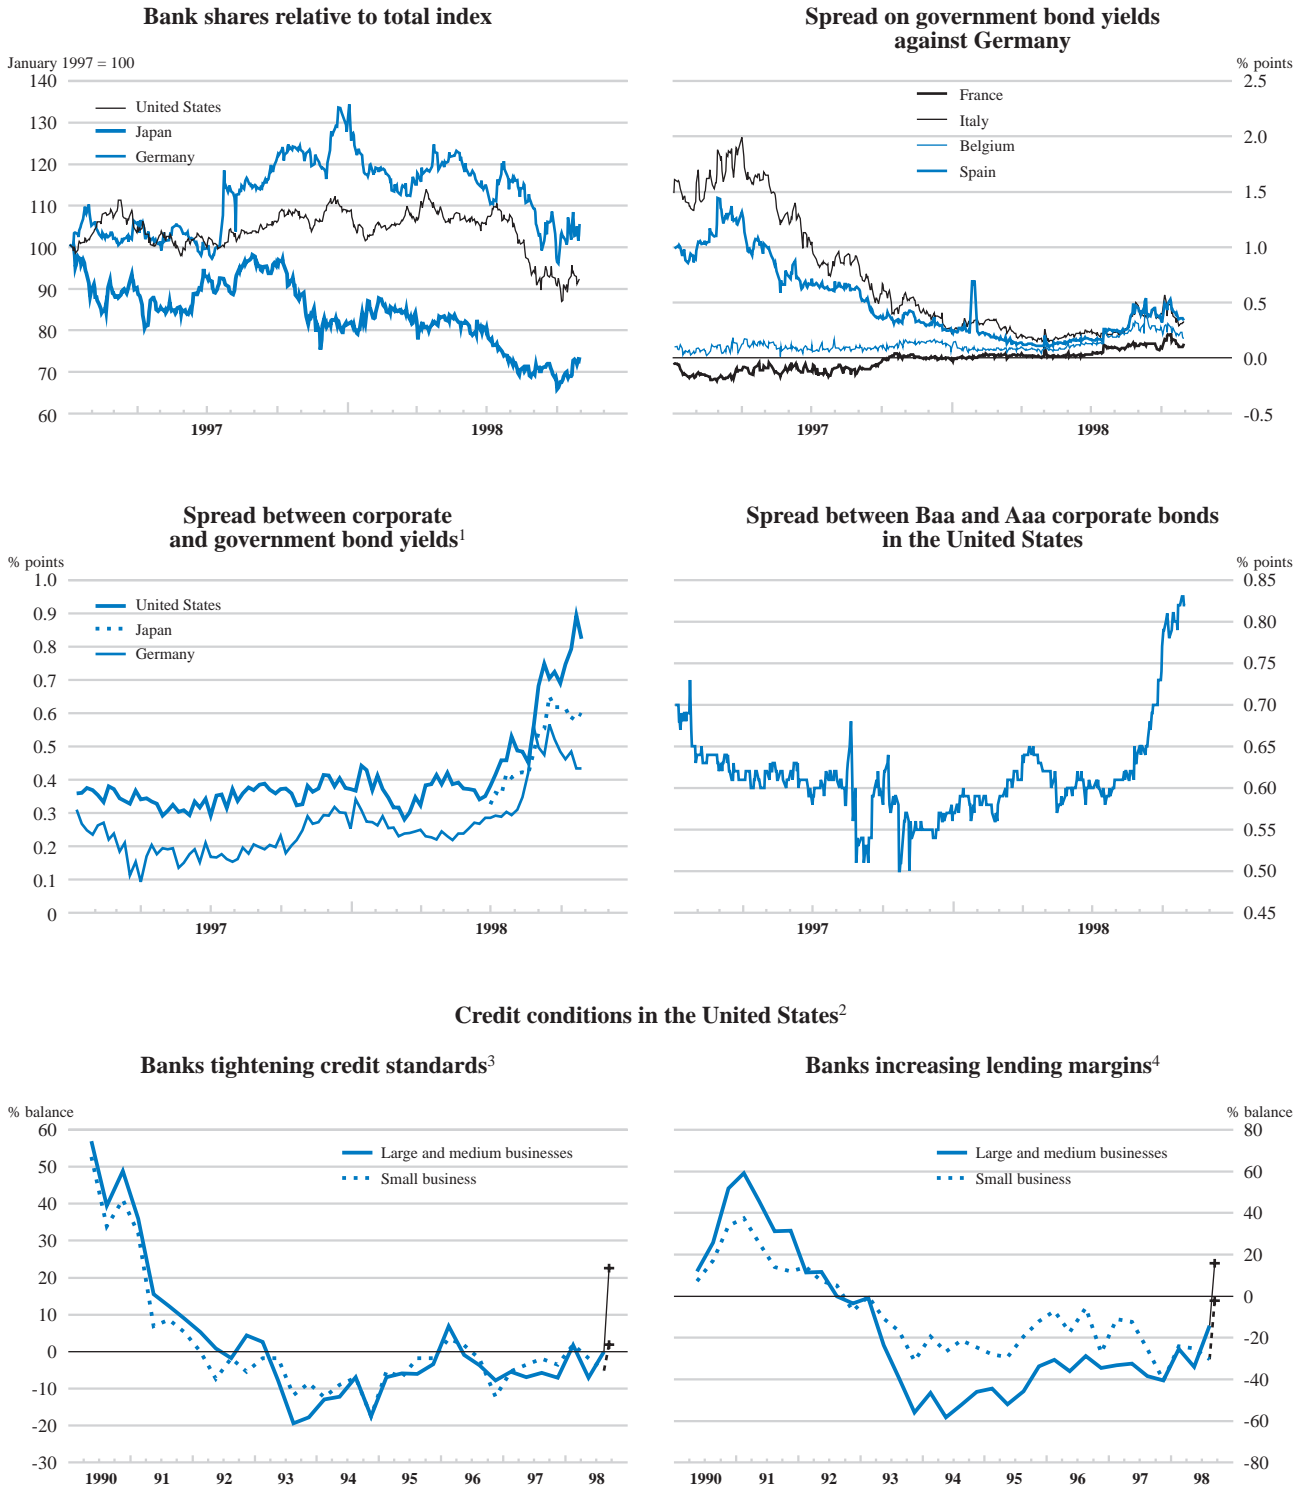 Bank shares relative to total index
January 1997 = 100
140
130
120
110
100
90
80
70
60
United States
Japan
Germany
1997
1998
Spread on government bond yields
against Germany
% points
2.5
2.0
1.5
1.0
0.5
0.0
-0.5
France
Italy
Belgium
Spain
1997
1998
Spread between corporate
and government bond yields1
% points
1.0
0.9
0.8
0.7
0.6
0.5
0.4
0.3
0.2
0.1
0
United States
Japan
Germany
1997
1998
Spread between Baa and Aaa corporate bonds
in the United States
% points
0.85
0.80
0.75
0.70
0.65
0.60
0.55
0.50
0.45
1997
1998
Credit conditions in the United States2
Banks tightening credit standards3
% balance
60
50
40
30
20
10
0
-10
-20
-30
Large and medium businesses
Small business
1990 91 92 93 94 95 96 97 98
Banks increasing lending margins4
% balance
80
60
40
20
0
-20
-40
-60
-80
Large and medium businesses
Small business
1990 91 92 93 94 95 96 97 98